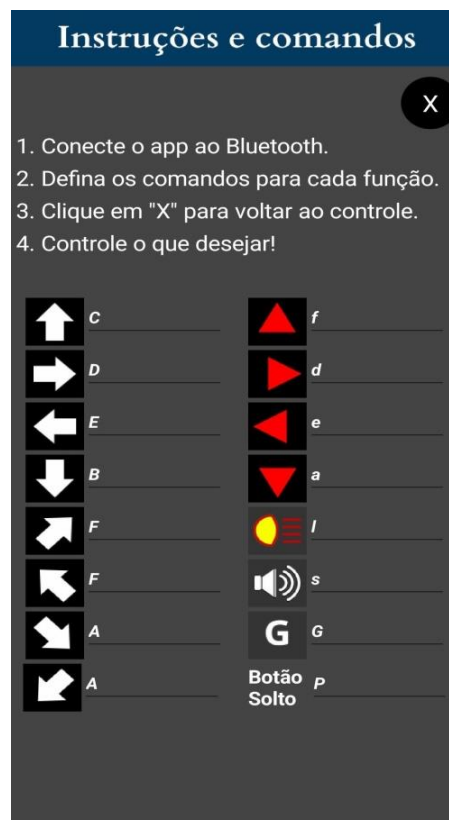 Instruções e comandos
X
1. Conecte o app ao Bluetooth.
2. Defina os comandos para cada função.
3. Clique em "X" para voltar ao controle.
4. Controle o que desejar!
C
f
D
d
E
e
B
a
F
l
F
s
A
G G
A
Botão
Solto P